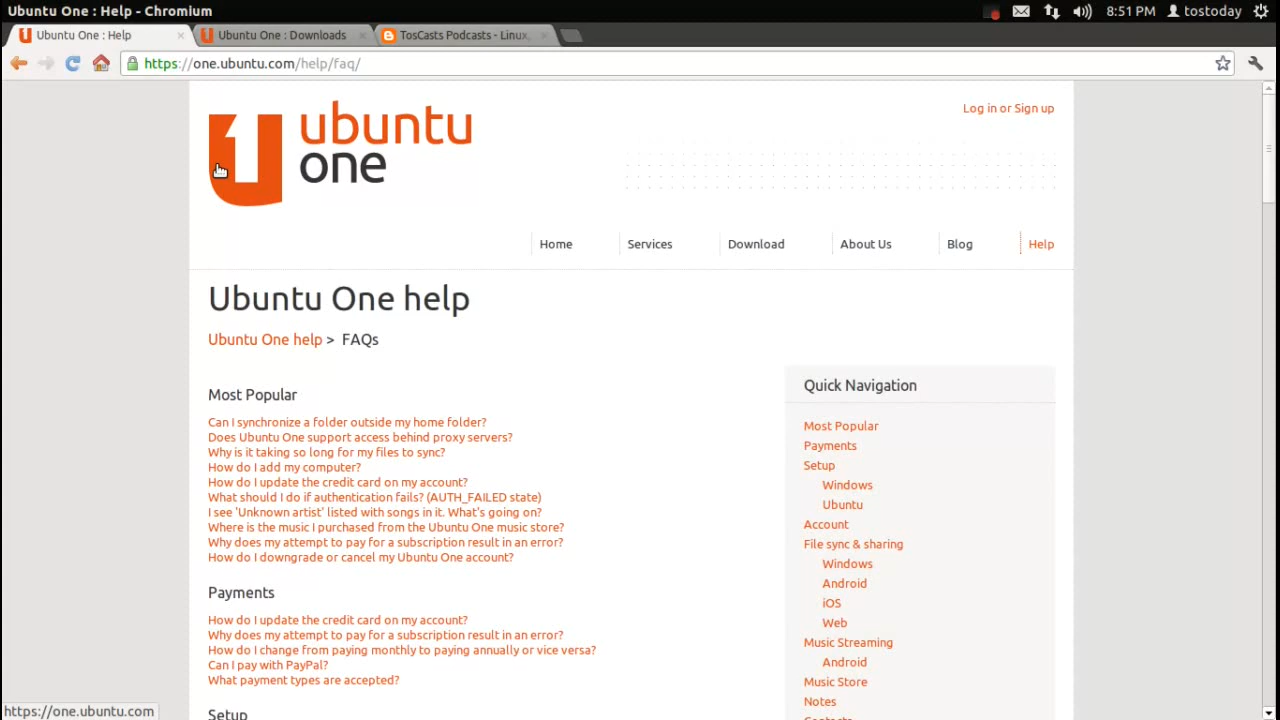 Ubuntu One : Help - Chromium
8:51 PM
tostoday
Ubuntu One : Help
Ubuntu One : Downloads
TosCasts Podcasts - Linux,
https://one.ubuntu.com/help/faq/
ubuntu
one
Log in or Sign up
Home
Services
Download
About Us
Blog
Help
Ubuntu One help
Ubuntu One help > FAQs
Most Popular
Can I synchronize a folder outside my home folder?
Does Ubuntu One support access behind proxy servers?
Why is it taking so long for my files to sync?
How do I add my computer?
How do I update the credit card on my account?
What should I do if authentication fails? (AUTH_FAILED state)
I see 'Unknown artist' listed with songs in it. What's going on?
Where is the music I purchased from the Ubuntu One music store?
Why does my attempt to pay for a subscription result in an error?
How do I downgrade or cancel my Ubuntu One account?
Payments
How do I update the credit card on my account?
Why does my attempt to pay for a subscription result in an error?
How do I change from paying monthly to paying annually or vice versa?
Can I pay with PayPal?
What payment types are accepted?
Setup
Quick Navigation
Most Popular
Payments
Setup
Windows
Ubuntu
Account
File sync & sharing
Windows
Android
iOS
Web
Music Streaming
Android
Music Store
Notes
Contacts
https://one.ubuntu.com